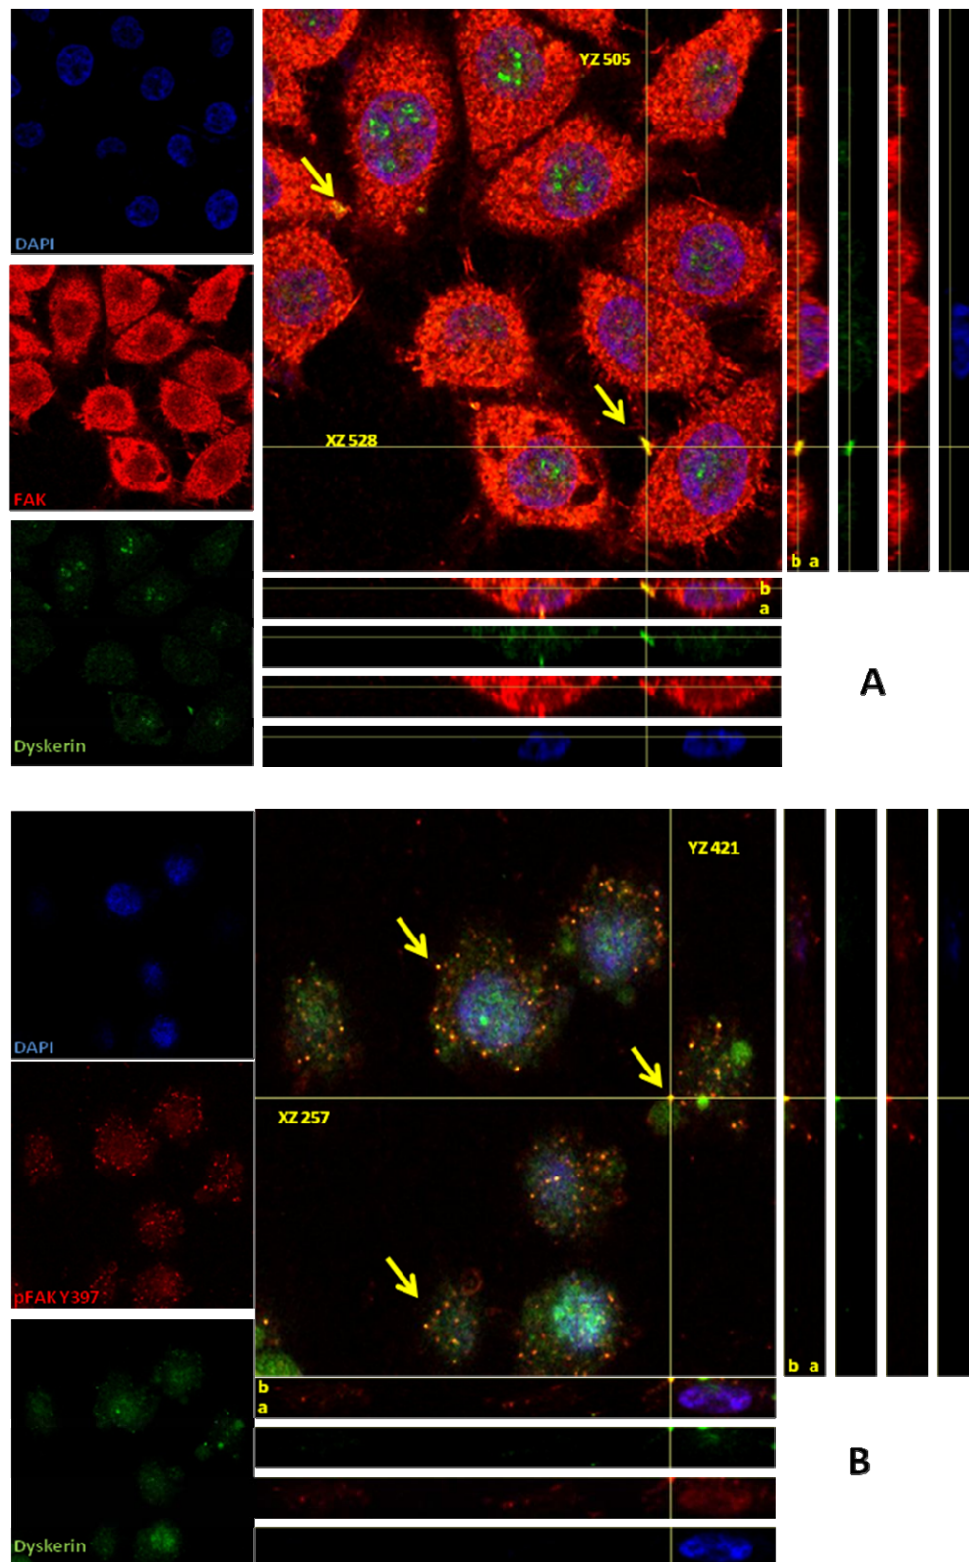 DAPI
FAK
Dyskerin
YZ 505
XZ 528
b a
b
a
A
DAPI
pFAK Y397
Dyskerin
YZ 421
XZ 257
b a
b
a
B